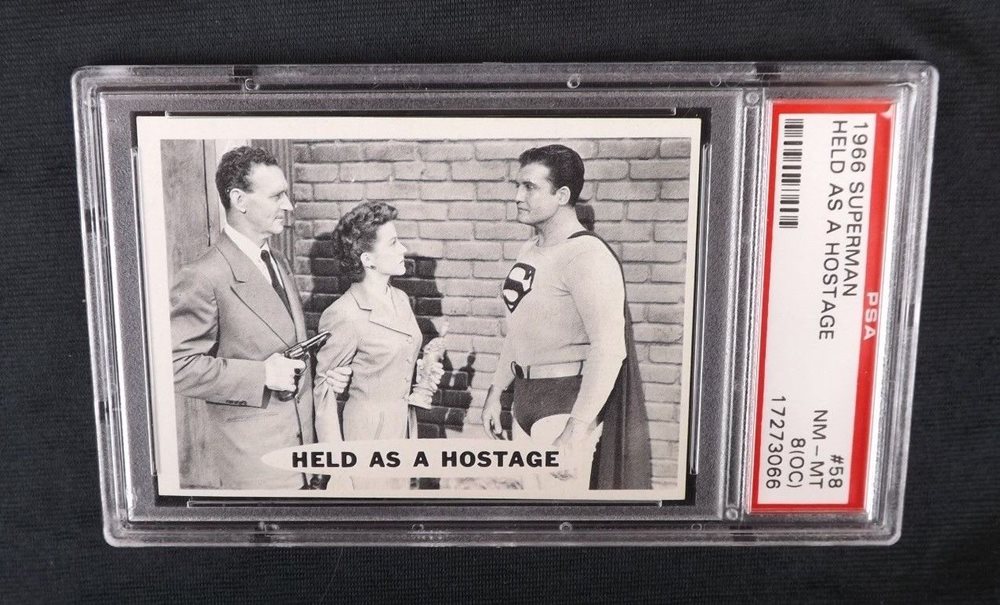 HELD AS A HOSTAGE
1966 SUPERMAN
HELD AS A HOSTAGE
PSA
#58
NM-MT
8(OC)
17273066
S